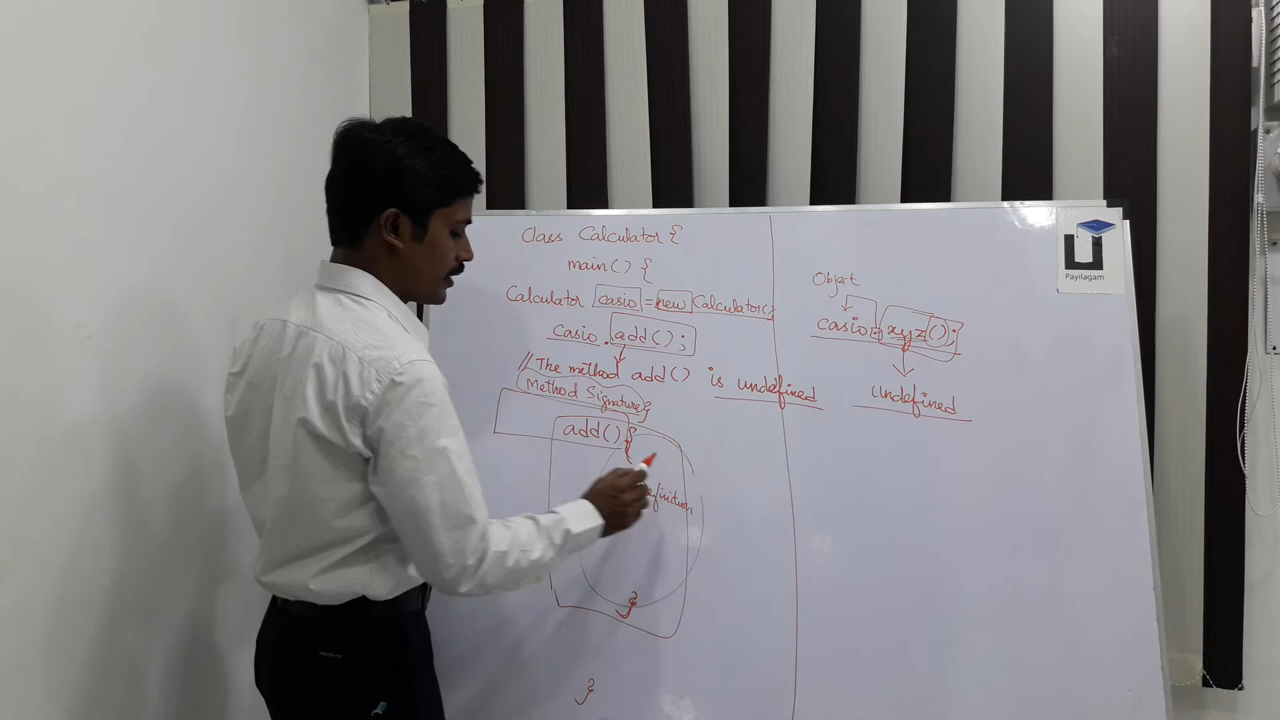 Class Calculator {
main() {
Calculator casio = new Calculator()
casio.add();
// The method add() is undefined
Method Signature }
add() {
}
}
Object
casio = xyz();
Undefined
Payilagam